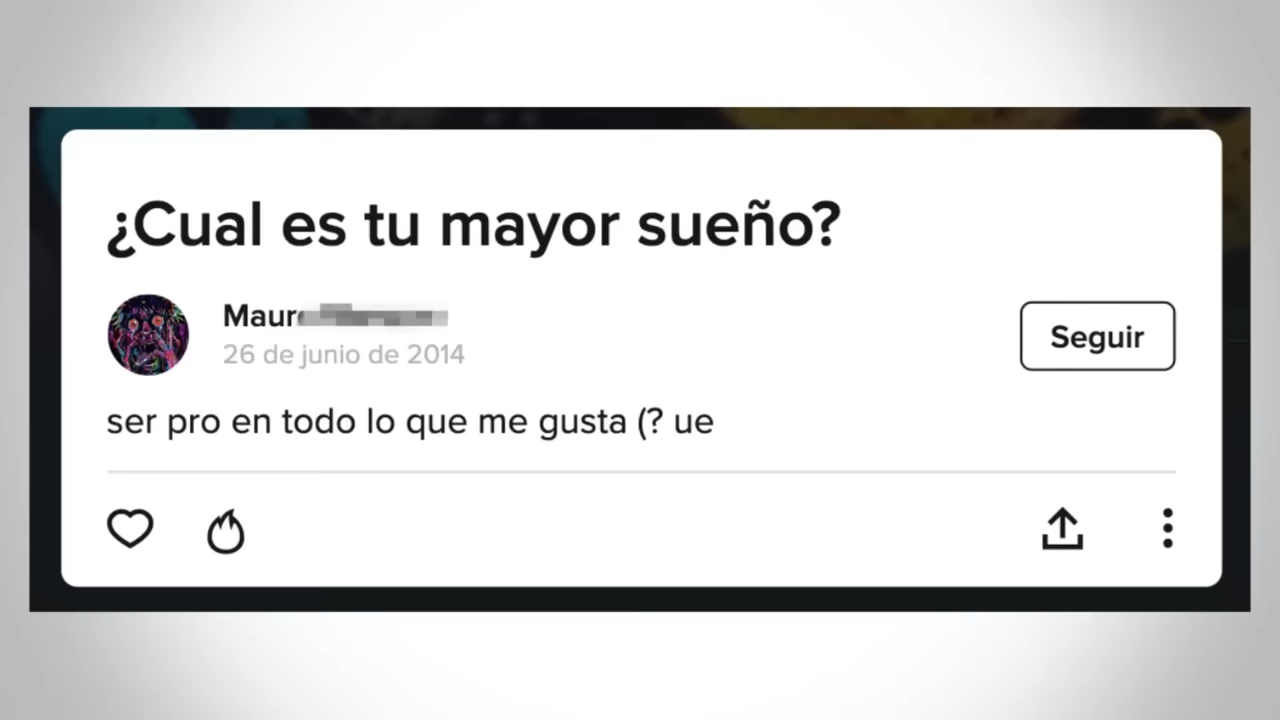 ¿Cual es tu mayor sueño?
Maur
26 de junio de 2014
Seguir
ser pro en todo lo que me gusta (? ue